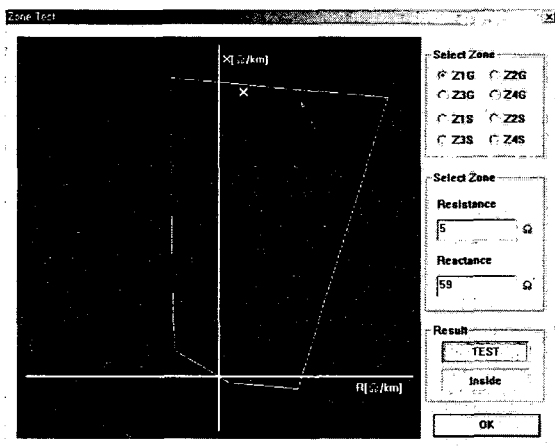 Zone Test
X[Ω/km]
R[Ω/km]
Select Zone
Z1G Z2G
Z3G Z4G
Z1S Z2S
Z3S Z4S
Select Zone
Resistance
5 Ω
Reactance
59 Ω
Result
TEST
Inside
OK